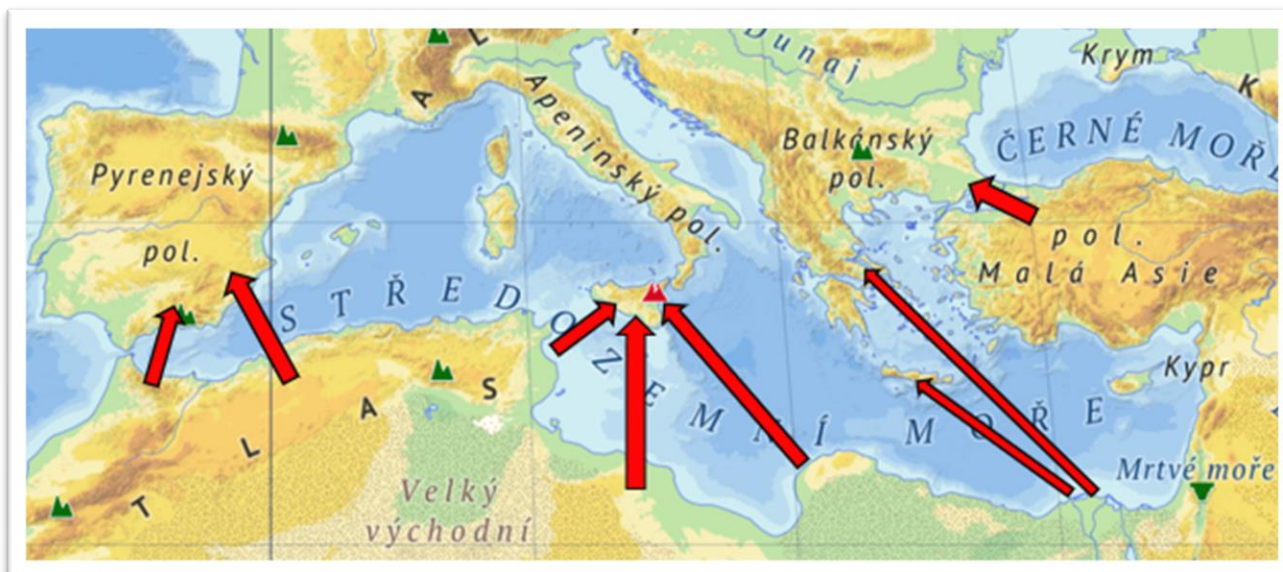 Dunaj
Krym
K
A L
Apeninský pol.
Balkánský
pol.
ČERNÉ MOŘE
Pyrenejský
pol.
pol.
Malá Asie
STŘEDOZEMNÍ MOŘE
Kypr
ATLAS
Mrtvé moře
Velký
východní